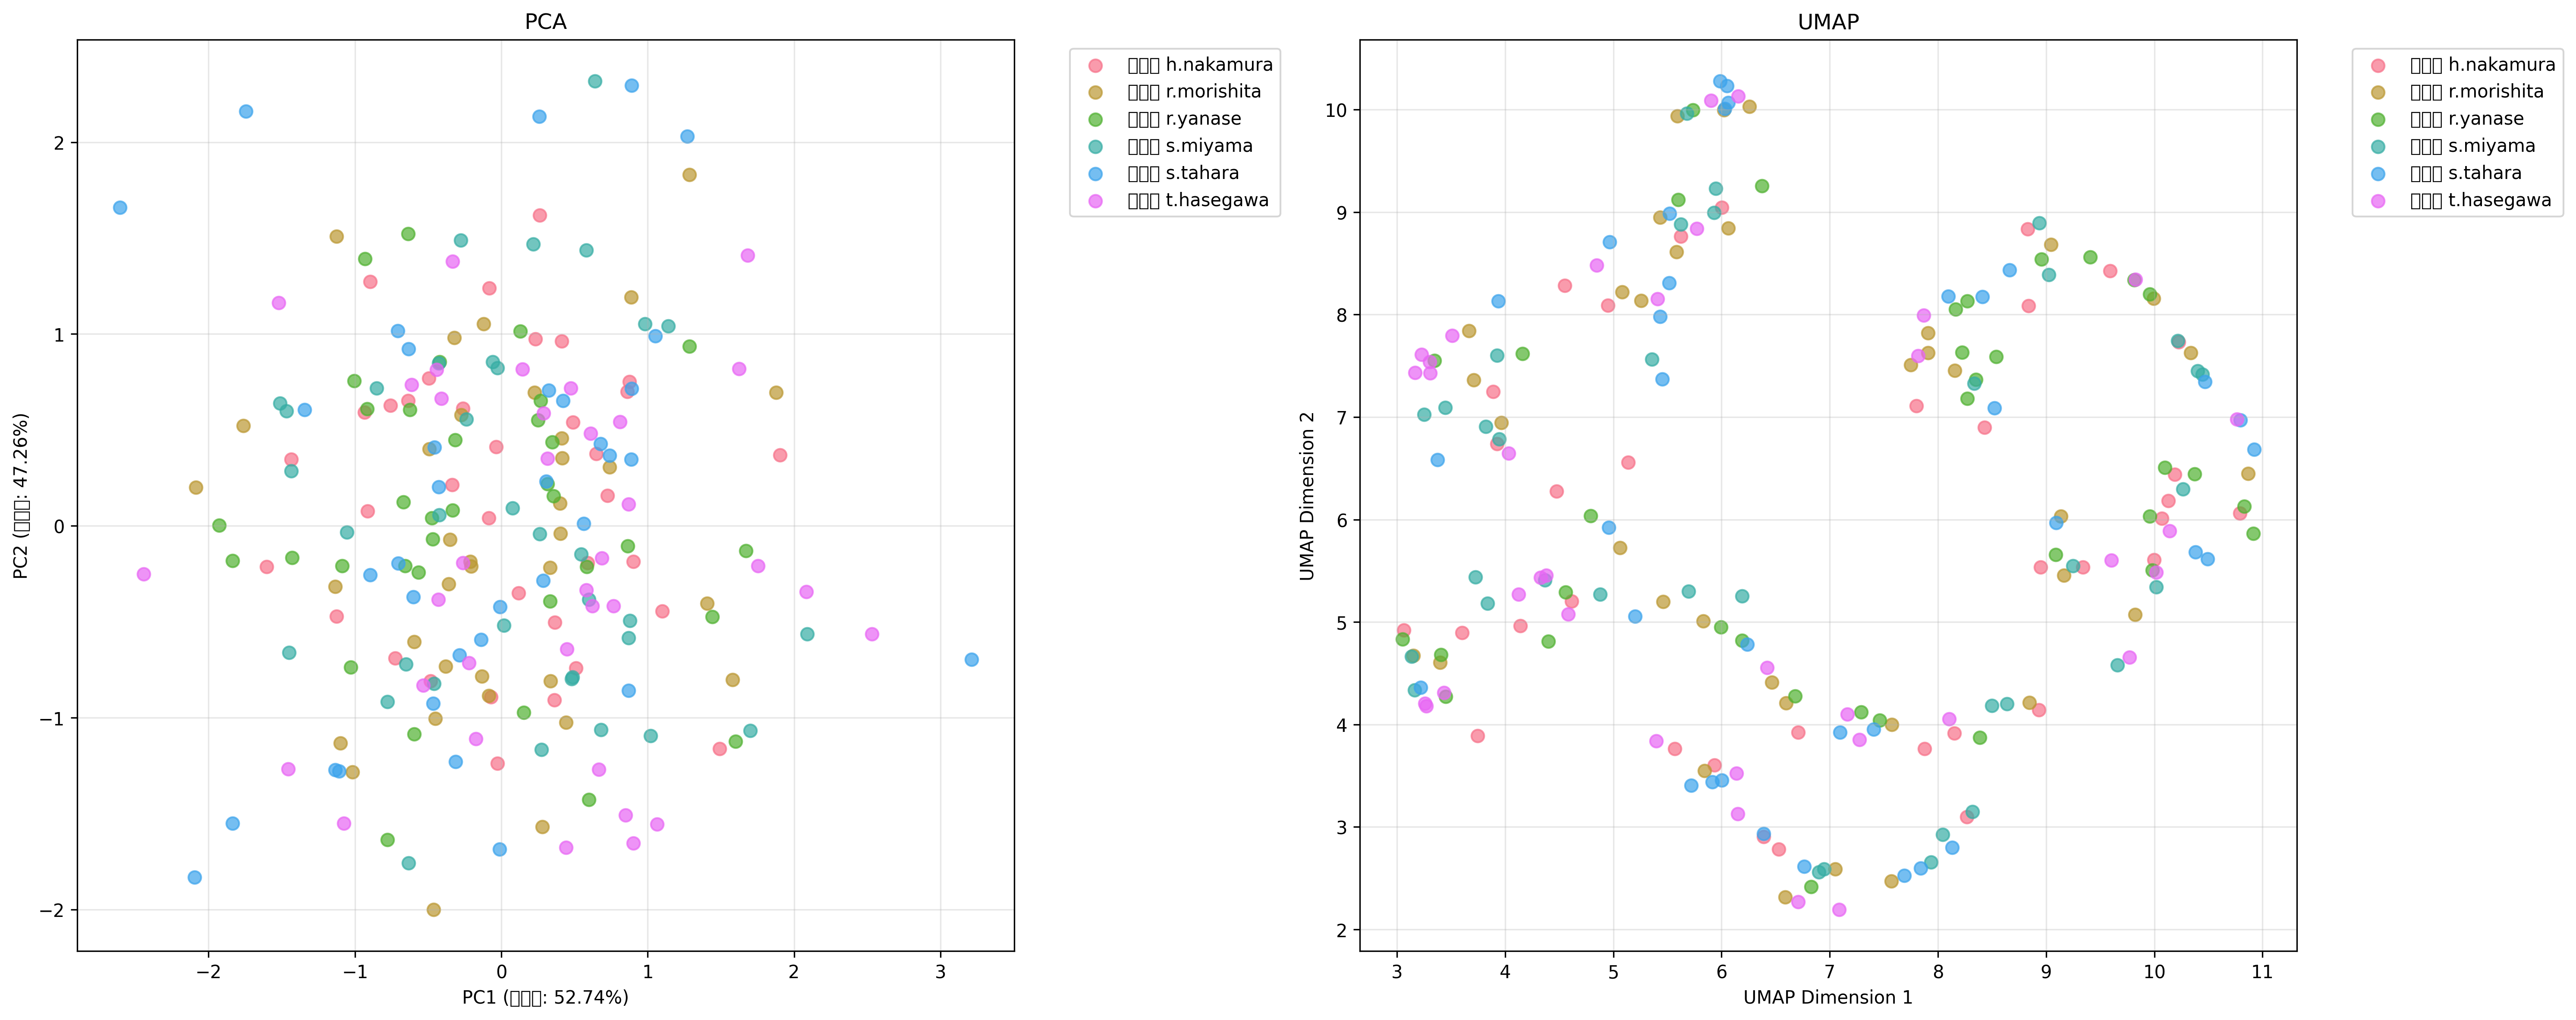 PCA
2
1
0
−1
−2
PC2 (□□□: 47.26%)
−2
−1
0
1
2
3
PC1 (□□□: 52.74%)
□□□ h.nakamura
□□□ r.morishita
□□□ r.yanase
□□□ s.miyama
□□□ s.tahara
□□□ t.hasegawa
UMAP
10
9
8
7
6
5
4
3
2
UMAP Dimension 2
3
4
5
6
7
8
9
10
11
UMAP Dimension 1
□□□ h.nakamura
□□□ r.morishita
□□□ r.yanase
□□□ s.miyama
□□□ s.tahara
□□□ t.hasegawa